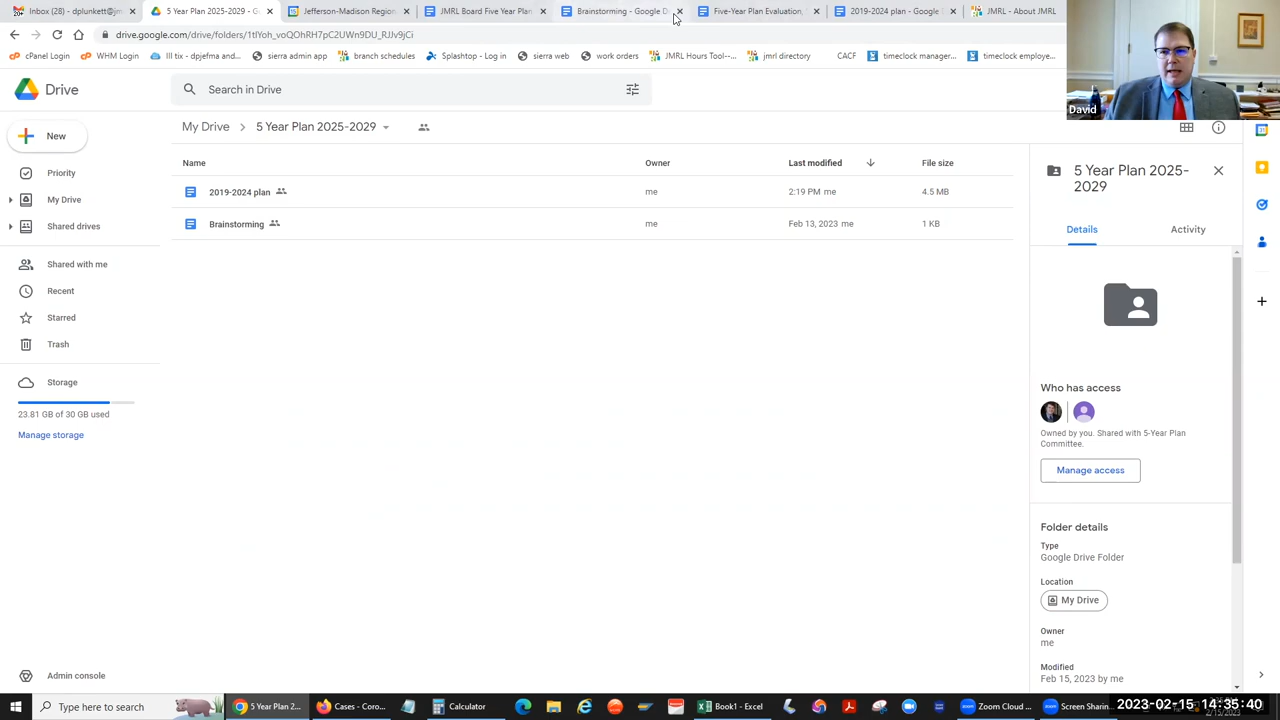 Inbox (28) - dplunkett@jm
5 Year Plan 2025-2029 - G
Jefferson-Madison Region
JMRL Board Five Year Plan
Brainstorming - Google D
Five-Year Plan Evaluation,
2019-2024 plan - Google
JMRL - About JMRL
drive.google.com/drive/folders/1tlYoh_voQOhRH7pC2UWn9DU_RJVv9jCi
cPanel Login
WHM Login
lll tix - dpjefma and...
sierra admin app
branch schedules
Splashtop - log in
sierra web
work orders
JMRL Hours Tool--...
jmrl directory
CACF
timeclock manager...
timeclock employe...
Drive
Search in Drive
David
New
My Drive > 5 Year Plan 2025-2029
Name
Owner
Last modified
File size
2019-2024 plan
me
2:19 PM me
4.5 MB
Brainstorming
me
Feb 13, 2023 me
1 KB
Priority
My Drive
Shared drives
Shared with me
Recent
Starred
Trash
Storage
23.81 GB of 30 GB used
Manage storage
Admin console
5 Year Plan 2025-
2029
Details
Activity
Who has access
Owned by you. Shared with 5-Year Plan
Committee.
Manage access
Folder details
Type
Google Drive Folder
Location
My Drive
Owner
me
Modified
Feb 15, 2023 by me
Type here to search
5 Year Plan 2...
Cases - Coro...
Calculator
Book1 - Excel
Zoom Cloud ...
Screen Sharing...
2023-02-15 14:35:40